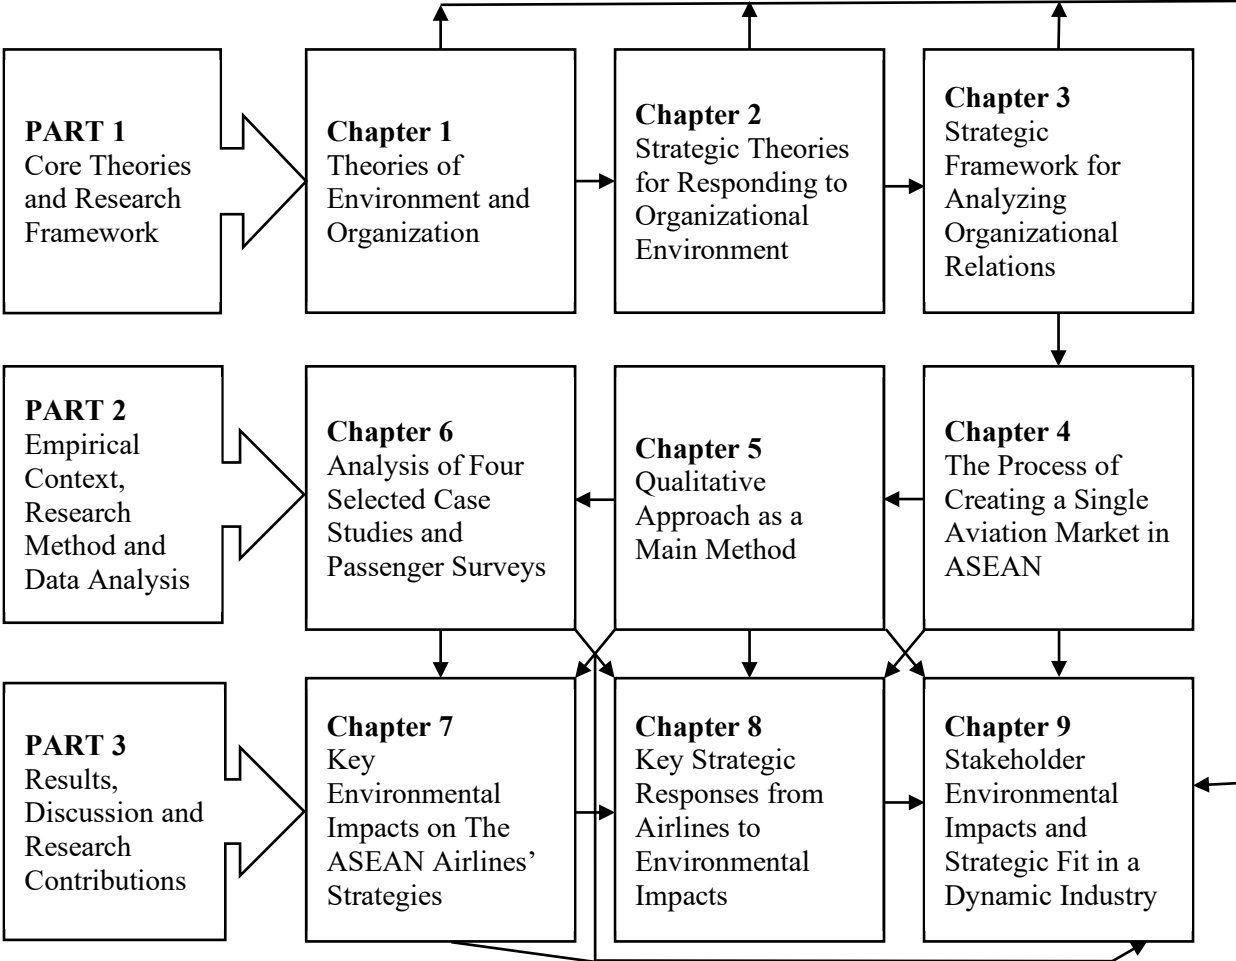 PART 1
Core Theories
and Research
Framework
Chapter 1
Theories of
Environment and
Organization
Chapter 2
Strategic Theories
for Responding to
Organizational
Environment
Chapter 3
Strategic
Framework for
Analyzing
Organizational
Relations
PART 2
Empirical
Context,
Research
Method and
Data Analysis
Chapter 6
Analysis of Four
Selected Case
Studies and
Passenger Surveys
Chapter 5
Qualitative
Approach as a
Main Method
Chapter 4
The Process of
Creating a Single
Aviation Market in
ASEAN
PART 3
Results,
Discussion and
Research
Contributions
Chapter 7
Key
Environmental
Impacts on The
ASEAN Airlines’
Strategies
Chapter 8
Key Strategic
Responses from
Airlines to
Environmental
Impacts
Chapter 9
Stakeholder
Environmental
Impacts and
Strategic Fit in a
Dynamic Industry